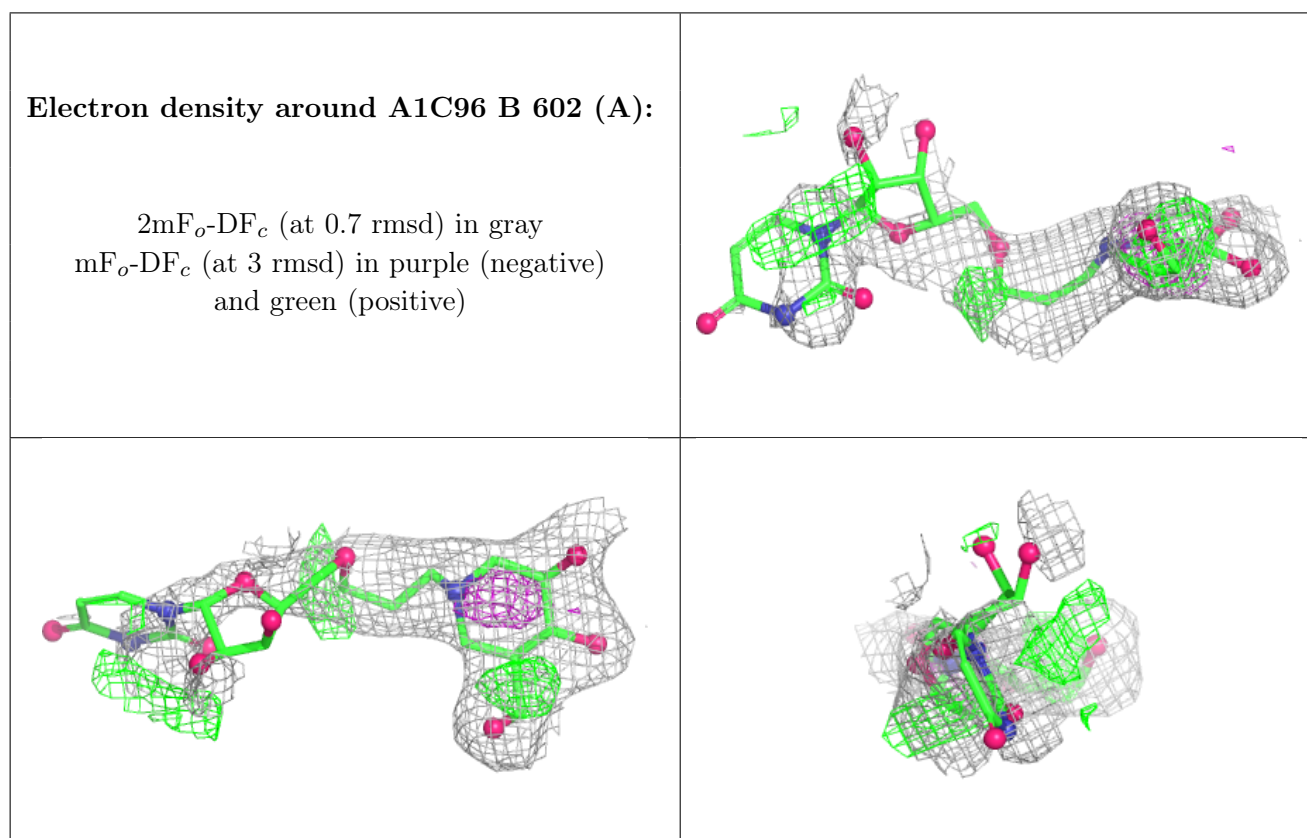 Electron density around A1C96 B 602 (A):
2mFₒ-DF𝒸 (at 0.7 rmsd) in gray
mFₒ-DF𝒸 (at 3 rmsd) in purple (negative)
and green (positive)